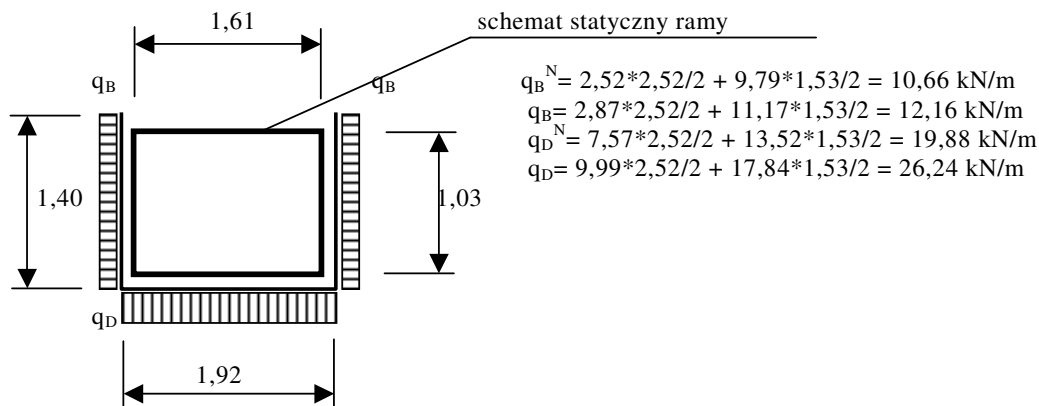 1,61
schemat statyczny ramy
q_B
q_B
q_B^N= 2,52*2,52/2 + 9,79*1,53/2 = 10,66 kN/m
q_B= 2,87*2,52/2 + 11,17*1,53/2 = 12,16 kN/m
q_D^N= 7,57*2,52/2 + 13,52*1,53/2 = 19,88 kN/m
q_D= 9,99*2,52/2 + 17,84*1,53/2 = 26,24 kN/m
1,40
1,03
q_D
1,92